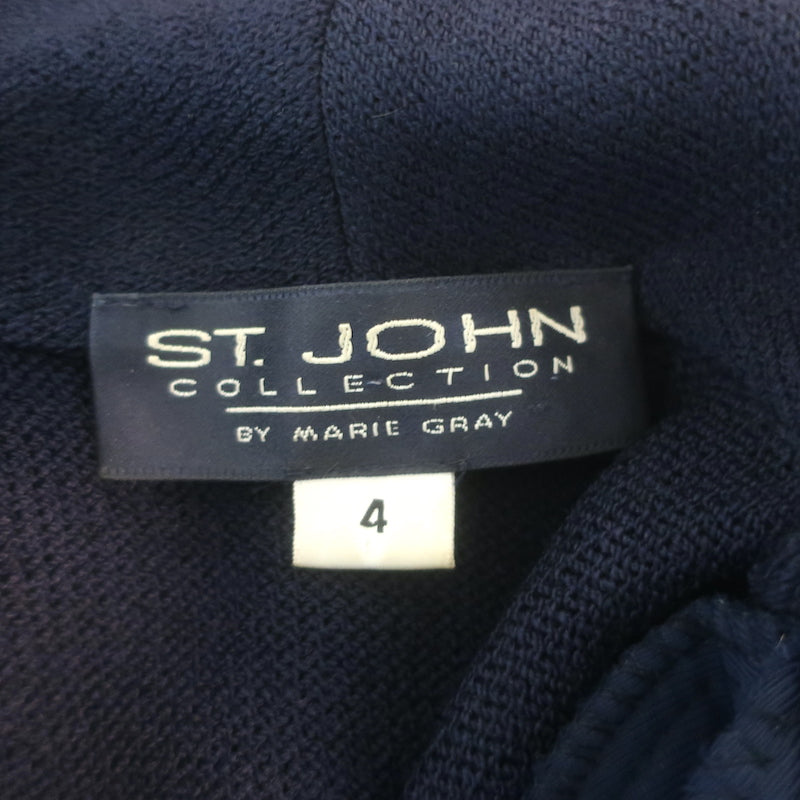 ST. JOHN
COLLECTION
BY MARIE GRAY
4